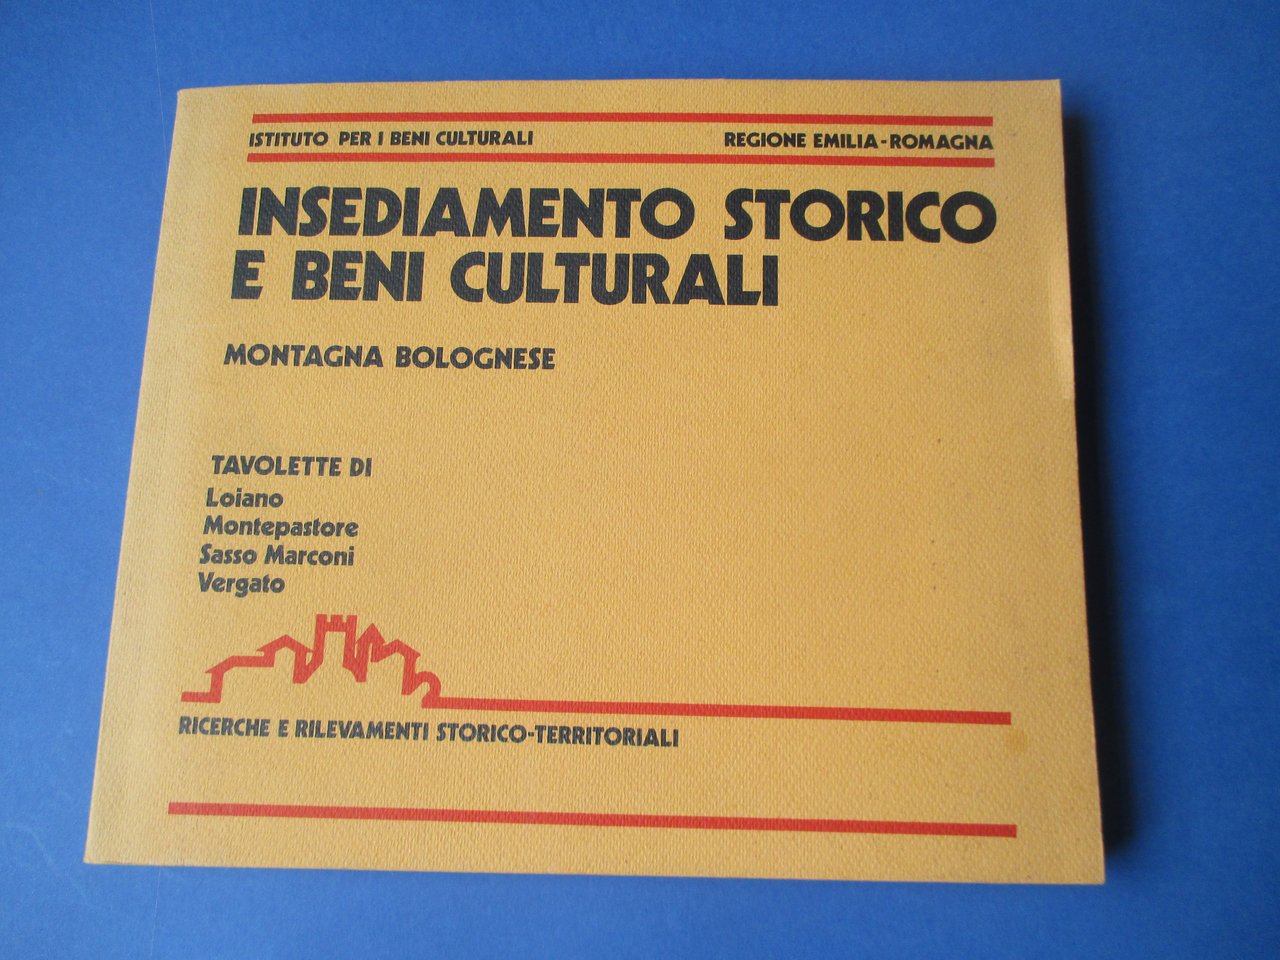 ISTITUTO PER I BENI CULTURALI REGIONE EMILIA-ROMAGNA
INSEDIAMENTO STORICO
E BENI CULTURALI
MONTAGNA BOLOGNESE
TAVOLETTE DI
Loiano
Montepastore
Sasso Marconi
Vergato
RICERCHE E RILEVAMENTI STORICO-TERRITORIALI